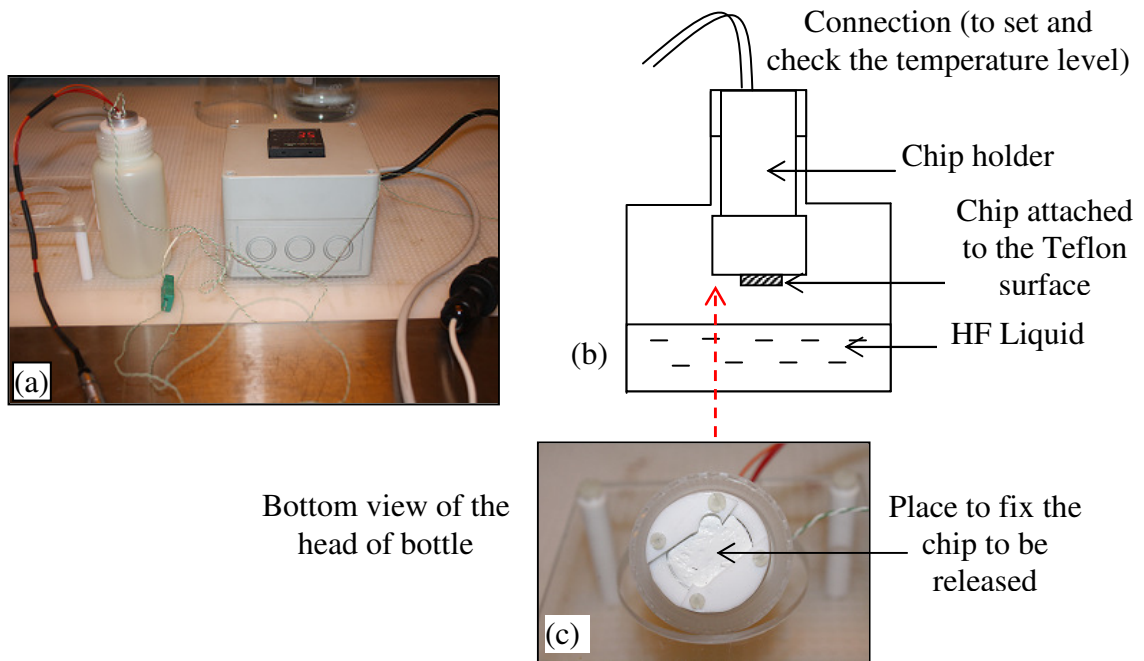 Connection (to set and
check the temperature level)
Chip holder
Chip attached
to the Teflon
surface
HF Liquid
(a)
(b)
35
Bottom view of the
head of bottle
Place to fix the
chip to be
released
(c)